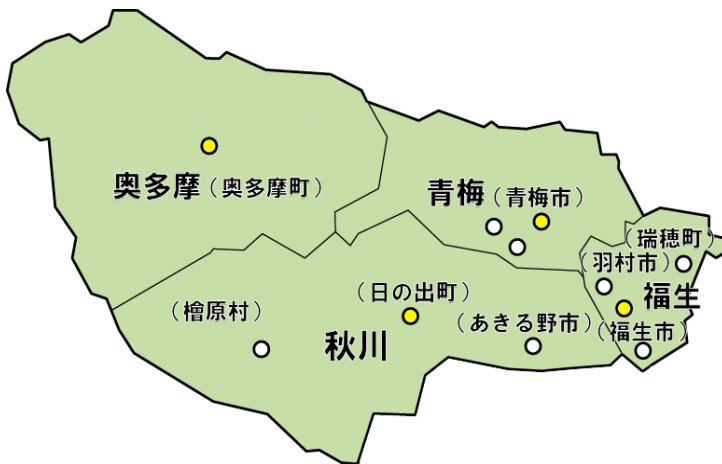 奥多摩（奥多摩町）
青梅（青梅市）
（瑞穂町）
（羽村市）
福生
（福生市）
（檜原村）
（日の出町）
（あきる野市）
秋川